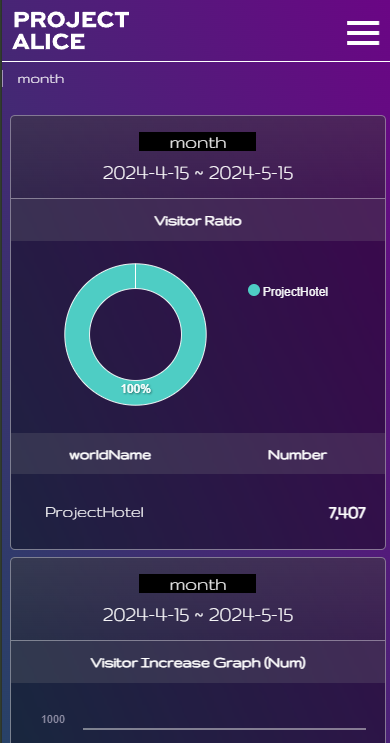 PROJECT
ALICE
month
month
2024-4-15 ~ 2024-5-15
Visitor Ratio
ProjectHotel
100%
worldName Number
ProjectHotel 7,407
month
2024-4-15 ~ 2024-5-15
Visitor Increase Graph (Num)
1000